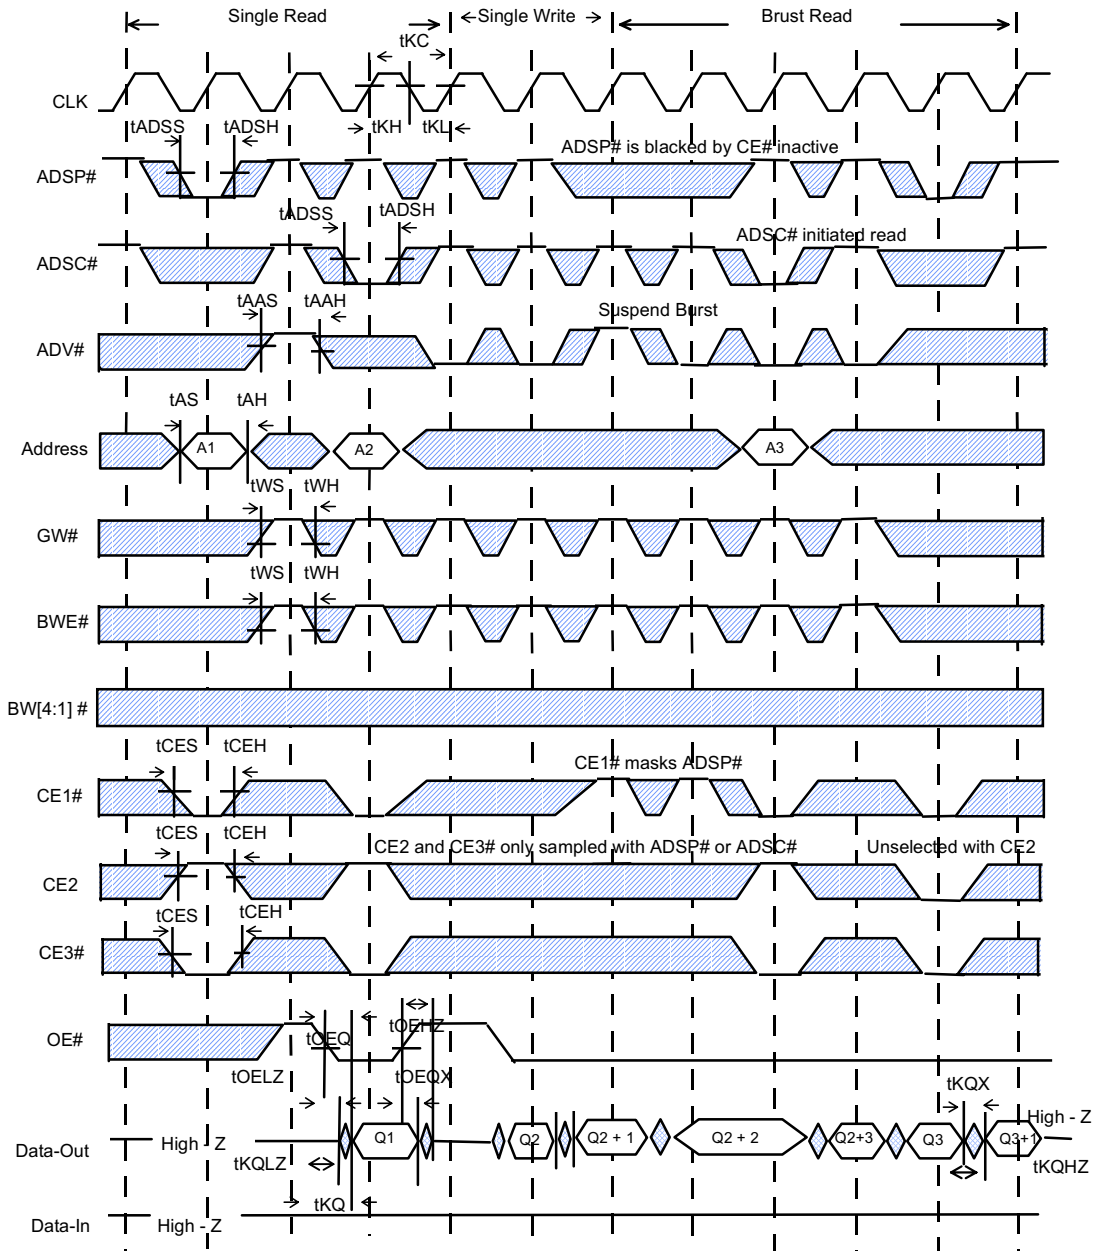 Single Read
Single Write
Brust Read
tKC
CLK
tKH
tKL
tADSS
tADSH
ADSP# is blacked by CE# inactive
ADSP#
tADSS
tADSH
ADSC# initiated read
ADSC#
tAAS
tAAH
Suspend Burst
ADV#
tAS
tAH
Address
A1
A2
A3
tWS
tWH
GW#
tWS
tWH
BWE#
BW[4:1] #
tCES
tCEH
CE1# masks ADSP#
CE1#
tCES
tCEH
CE2 and CE3# only sampled with ADSP# or ADSC#
Unselected with CE2
CE2
tCES
tCEH
CE3#
OE#
tOEQ
tOEHZ
tOELZ
tOEQX
tKQX
High - Z
Data-Out
High - Z
Q1
Q2
Q2 + 1
Q2 + 2
Q2+3
Q3
Q3+1
tKQLZ
tKQHZ
tKQ
Data-In
High - Z